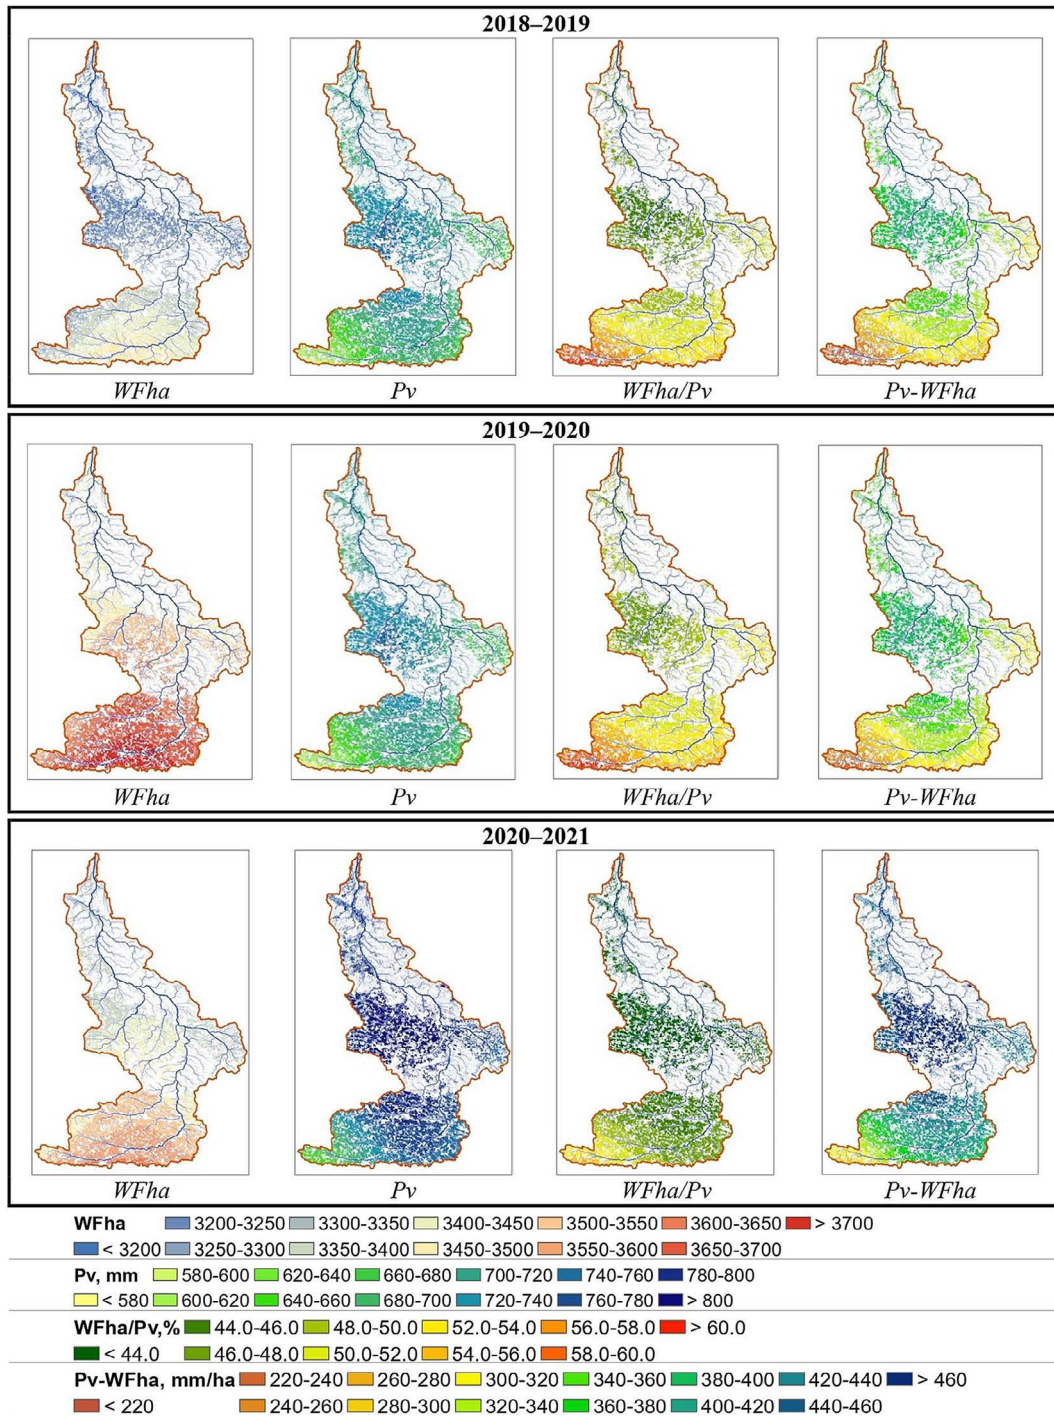 2018–2019
WFha Pv WFha/Pv Pv-WFha
2019–2020
WFha Pv WFha/Pv Pv-WFha
2020–2021
WFha Pv WFha/Pv Pv-WFha
WFha 3200-3250 3300-3350 3400-3450 3500-3550 3600-3650 > 3700
< 3200 3250-3300 3350-3400 3450-3500 3550-3600 3650-3700
Pv, mm 580-600 620-640 660-680 700-720 740-760 780-800
< 580 600-620 640-660 680-700 720-740 760-780 > 800
WFha/Pv,% 44.0-46.0 48.0-50.0 52.0-54.0 56.0-58.0 > 60.0
< 44.0 46.0-48.0 50.0-52.0 54.0-56.0 58.0-60.0
Pv-WFha, mm/ha 220-240 260-280 300-320 340-360 380-400 420-440 > 460
< 220 240-260 280-300 320-340 360-380 400-420 440-460